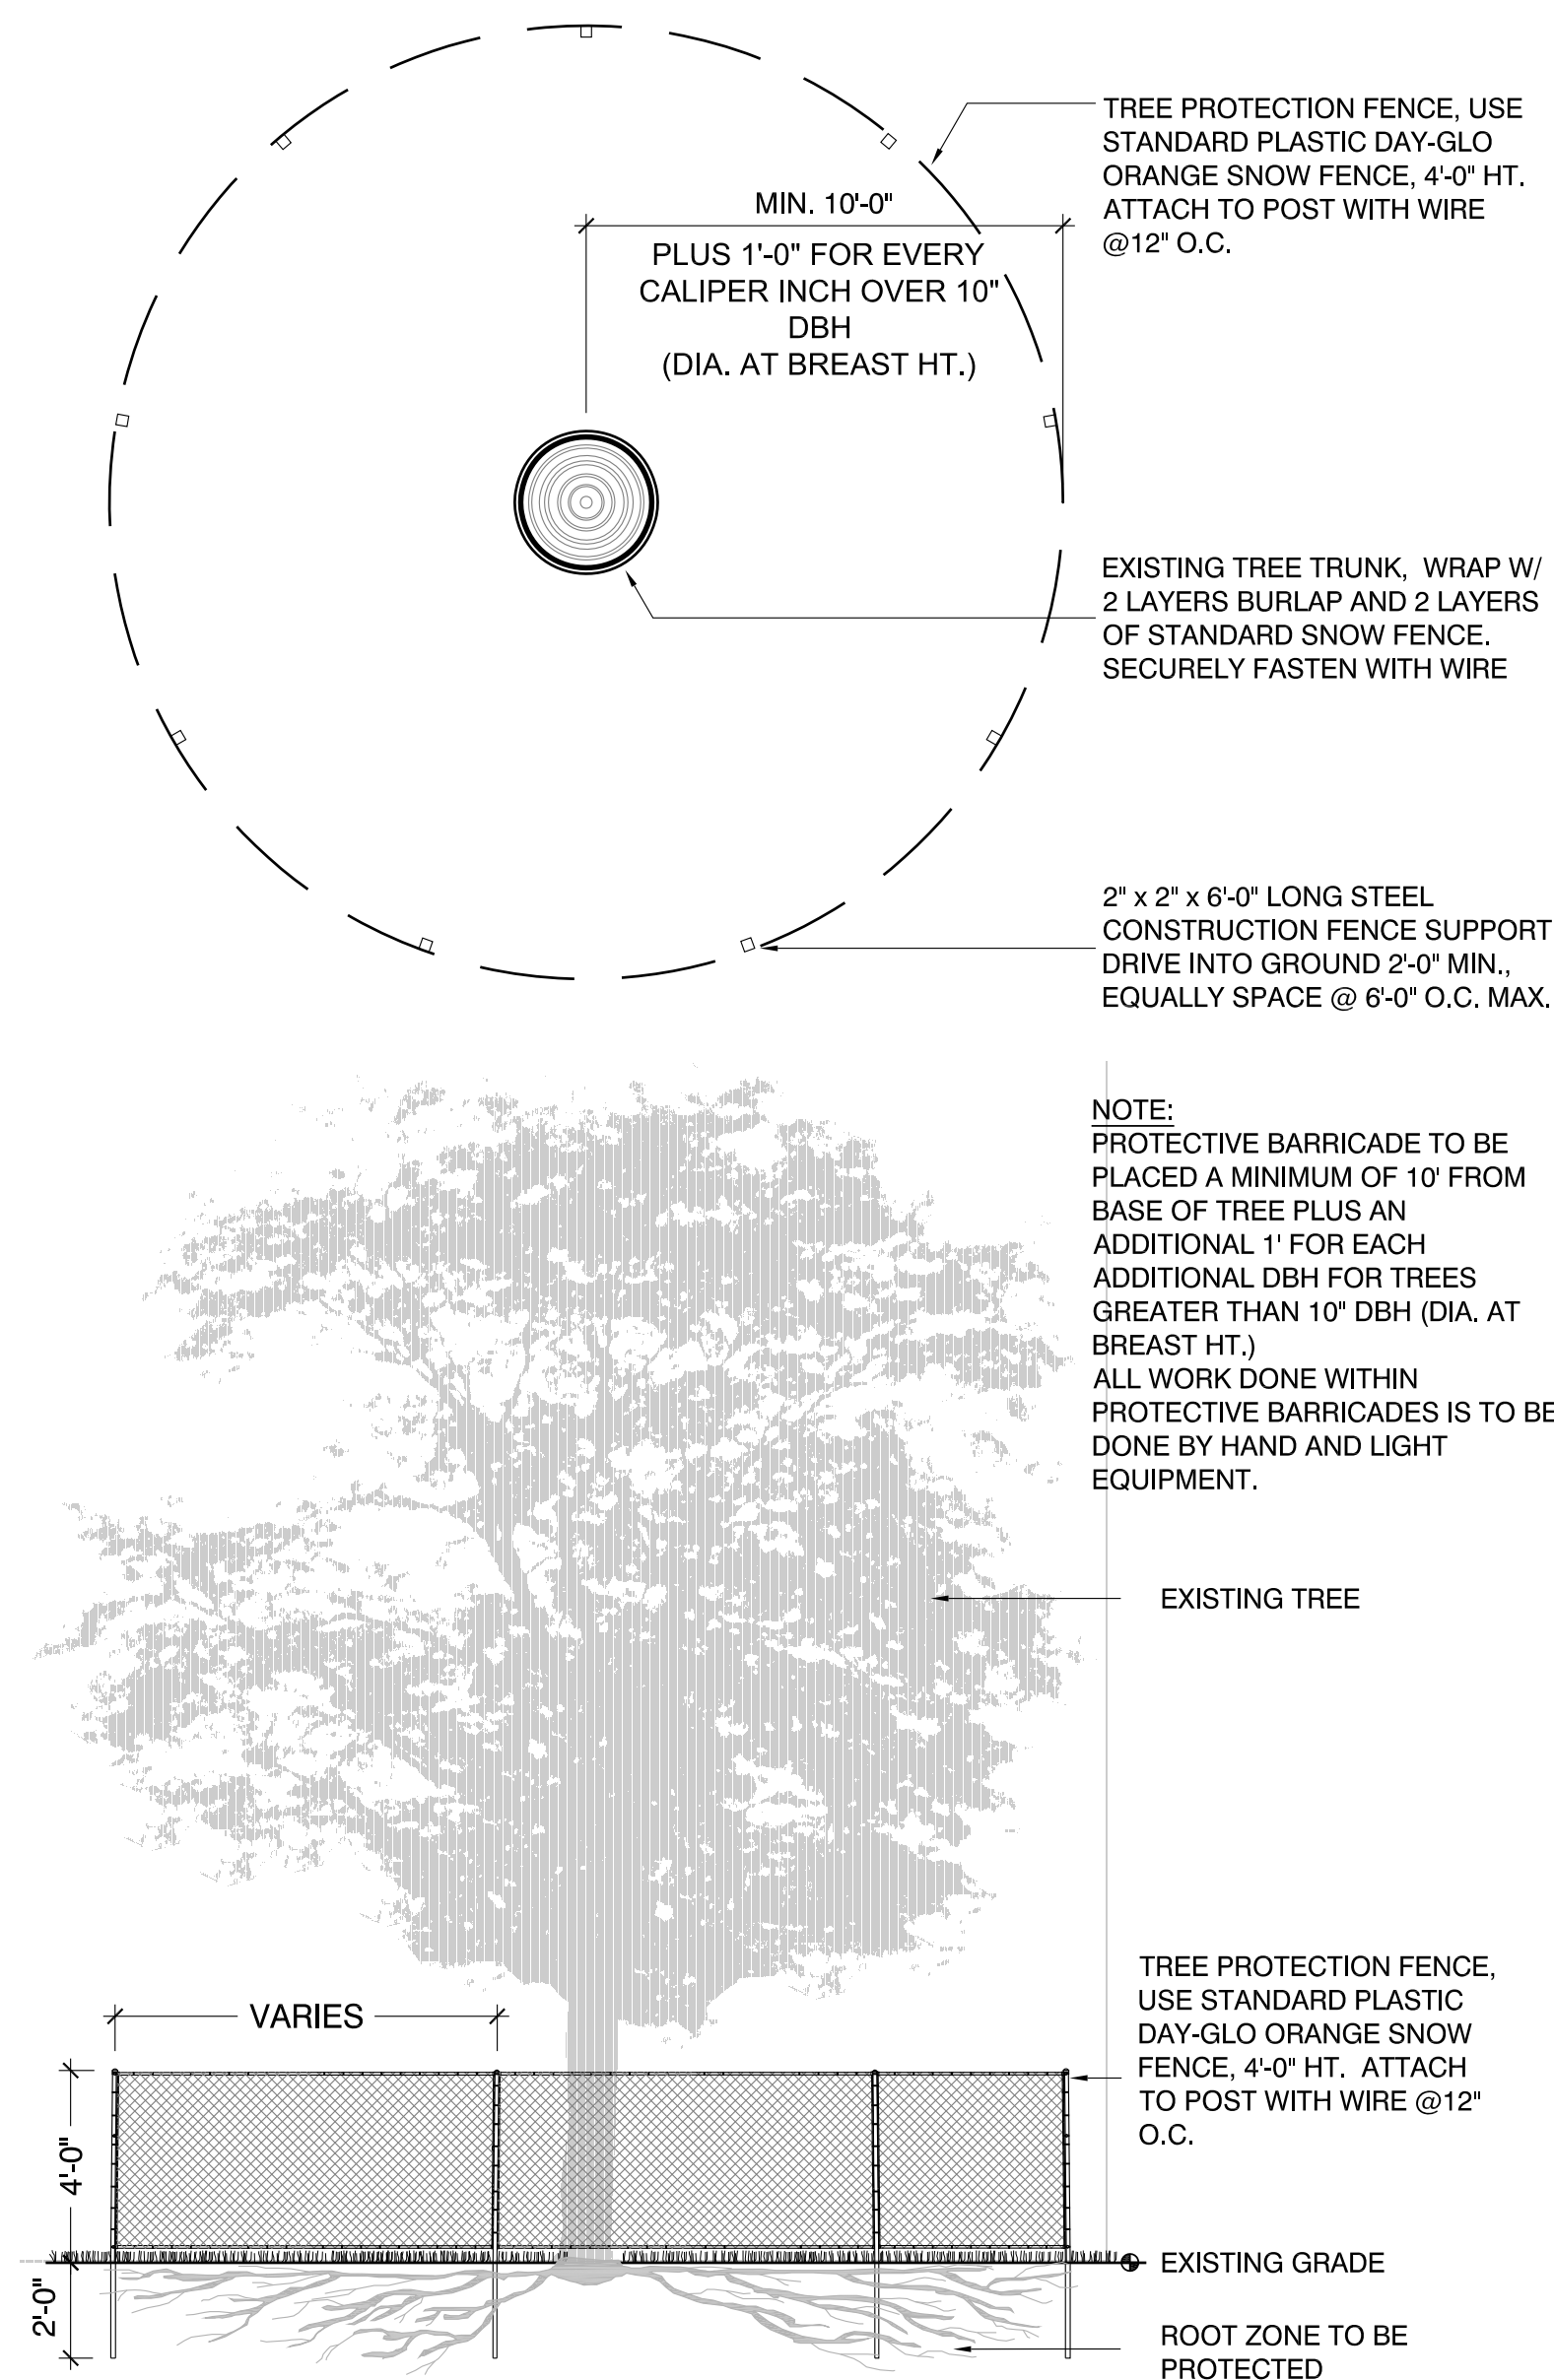 TREE PROTECTION FENCE, USE
STANDARD PLASTIC DAY-GLO
ORANGE SNOW FENCE, 4'-0" HT.
ATTACH TO POST WITH WIRE
@12" O.C.
MIN. 10'-0"
PLUS 1'-0" FOR EVERY
CALIPER INCH OVER 10"
DBH
(DIA. AT BREAST HT.)
EXISTING TREE TRUNK, WRAP W/
2 LAYERS BURLAP AND 2 LAYERS
OF STANDARD SNOW FENCE.
SECURELY FASTEN WITH WIRE
2" x 2" x 6'-0" LONG STEEL
CONSTRUCTION FENCE SUPPORT
DRIVE INTO GROUND 2'-0" MIN.,
EQUALLY SPACE @ 6'-0" O.C. MAX.
NOTE:
PROTECTIVE BARRICADE TO BE
PLACED A MINIMUM OF 10' FROM
BASE OF TREE PLUS AN
ADDITIONAL 1' FOR EACH
ADDITIONAL DBH FOR TREES
GREATER THAN 10" DBH (DIA. AT
BREAST HT.)
ALL WORK DONE WITHIN
PROTECTIVE BARRICADES IS TO BE
DONE BY HAND AND LIGHT
EQUIPMENT.
EXISTING TREE
TREE PROTECTION FENCE,
USE STANDARD PLASTIC
DAY-GLO ORANGE SNOW
FENCE, 4'-0" HT. ATTACH
TO POST WITH WIRE @12"
O.C.
VARIES
4'-0"
2'-0"
EXISTING GRADE
ROOT ZONE TO BE
PROTECTED